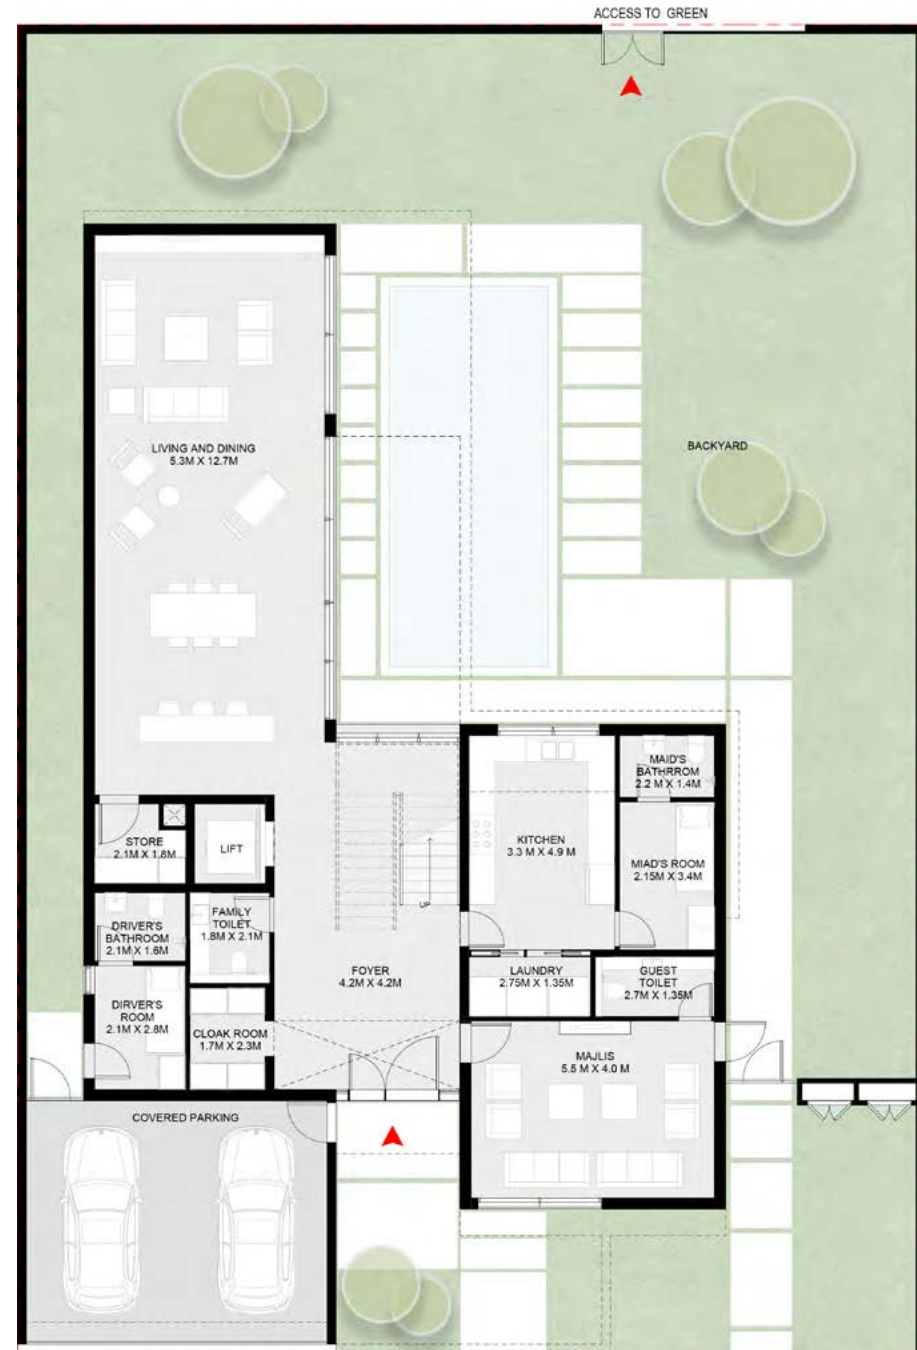 ACCESS TO GREEN
LIVING AND DINING
5.3M X 12.7M
BACKYARD
MAID'S
BATHRROM
2.2 M X 1.4M
STORE
2.1M X 1.8M
LIFT
KITCHEN
3.3 M X 4.9 M
MIAD'S ROOM
2.15M X 3.4M
UP
FAMILY
TOILET
1.8M X 2.1M
DRIVER'S
BATHROOM
2.1M X 1.6M
FOYER
4.2M X 4.2M
LAUNDRY
2.75M X 1.35M
GUEST
TOILET
2.7M X 1.35M
DIRVER'S
ROOM
2.1M X 2.8M
CLOAK ROOM
1.7M X 2.3M
MAJLIS
5.5 M X 4.0 M
COVERED PARKING